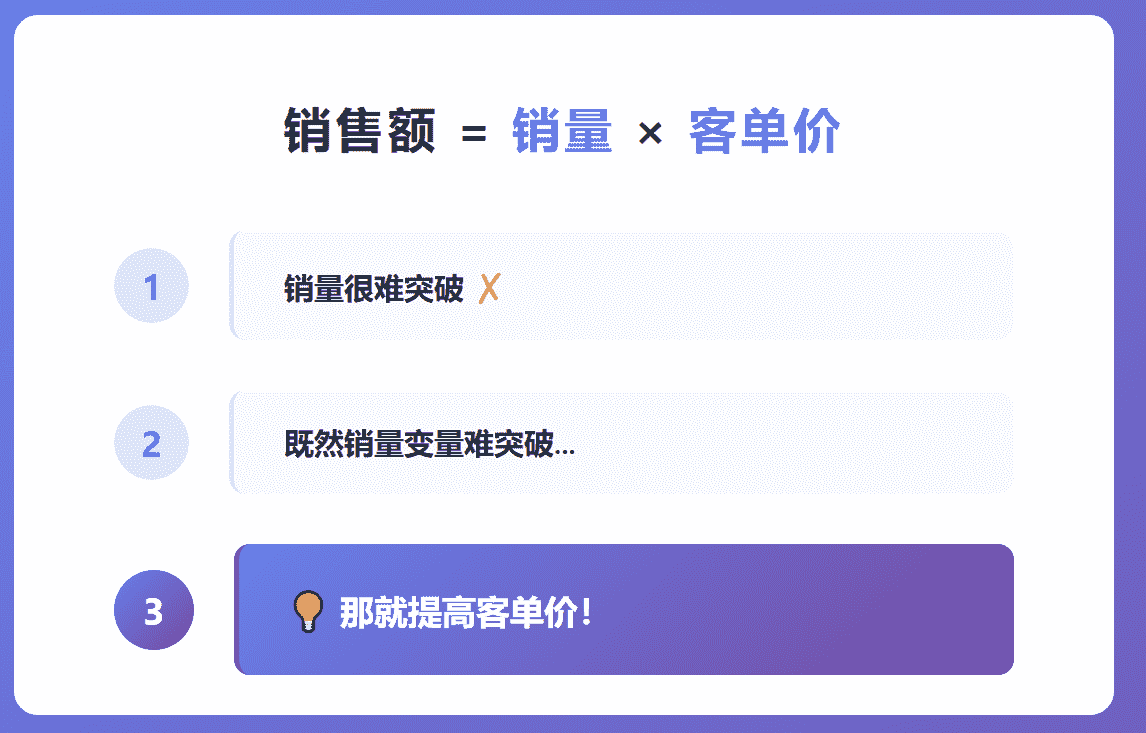 销售额 = 销量 × 客单价
1
销量很难突破 ✗
2
既然销量变量难突破...
3
💡 那就提高客单价！